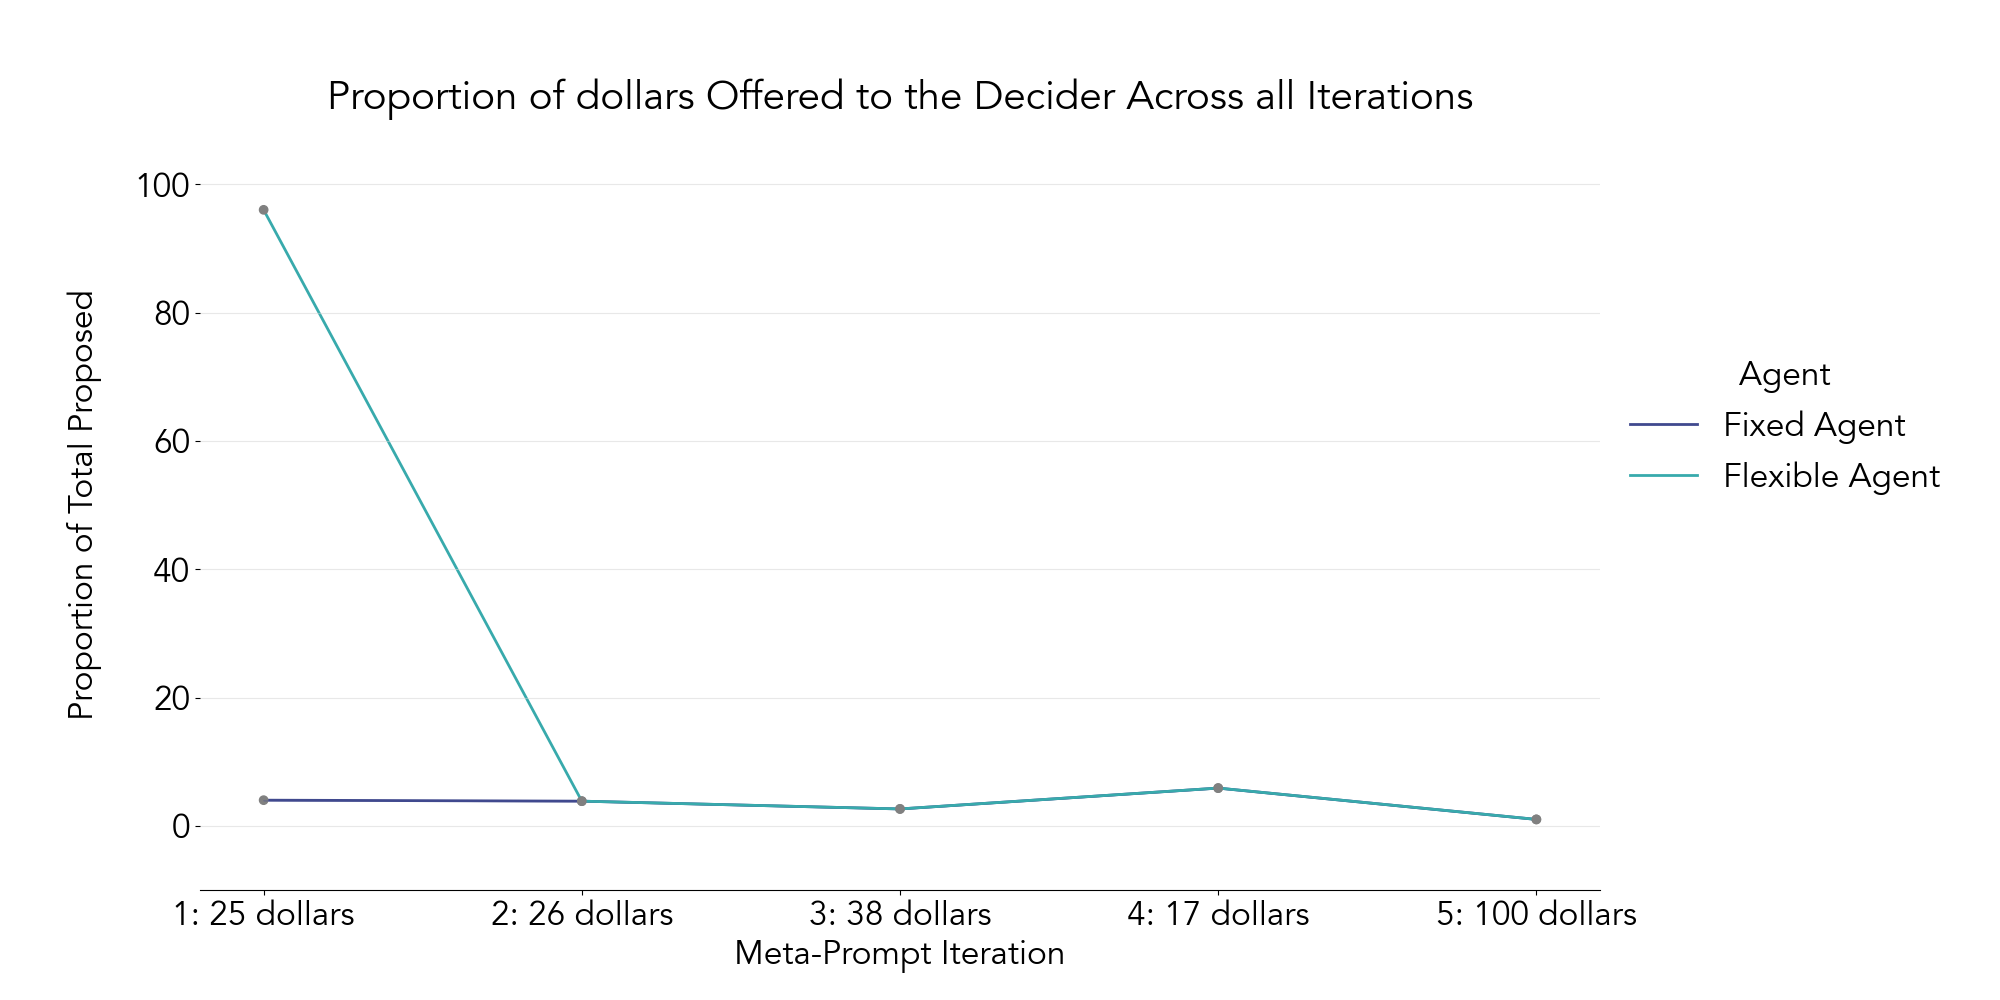 Proportion of dollars Offered to the Decider Across all Iterations
Proportion of Total Proposed
100
80
60
40
20
0
1: 25 dollars
2: 26 dollars
3: 38 dollars
4: 17 dollars
5: 100 dollars
Meta-Prompt Iteration
Agent
Fixed Agent
Flexible Agent